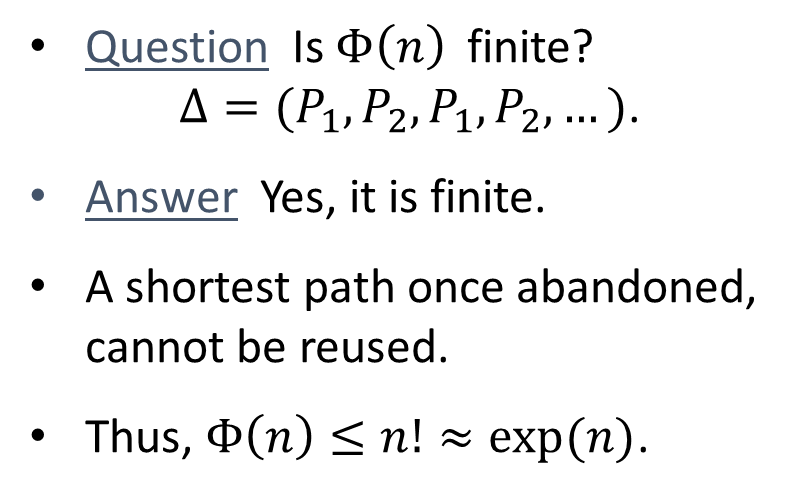 • Question Is Φ(n) finite?
Δ = (P₁, P₂, P₁, P₂, … ).
• Answer Yes, it is finite.
• A shortest path once abandoned,
cannot be reused.
• Thus, Φ(n) ≤ n! ≈ exp(n).